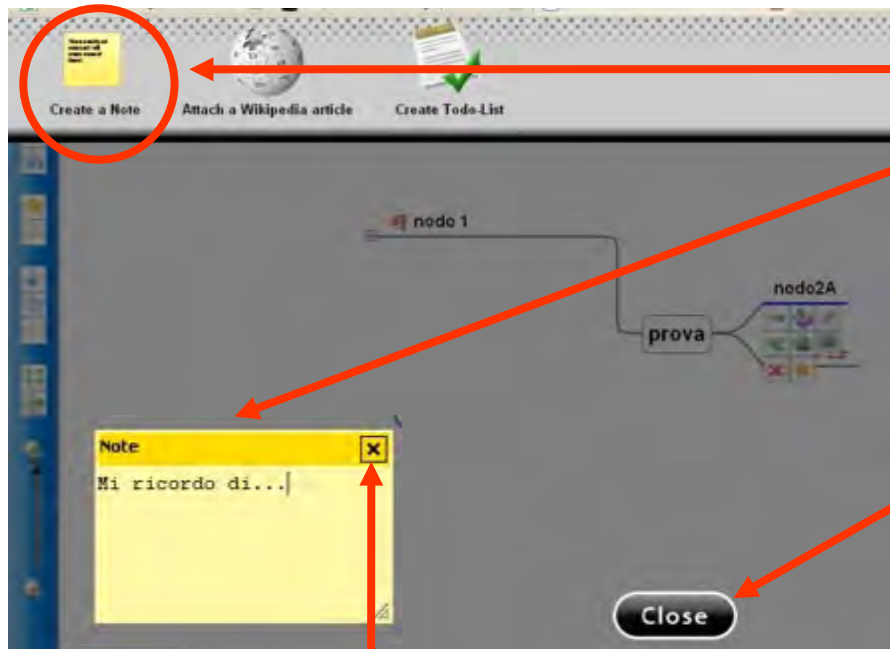 Create a Note
Attach a Wikipedia article
Create Todo-List
nodo 1
nodo2A
prova
Note
Mi ricordo di...
Close